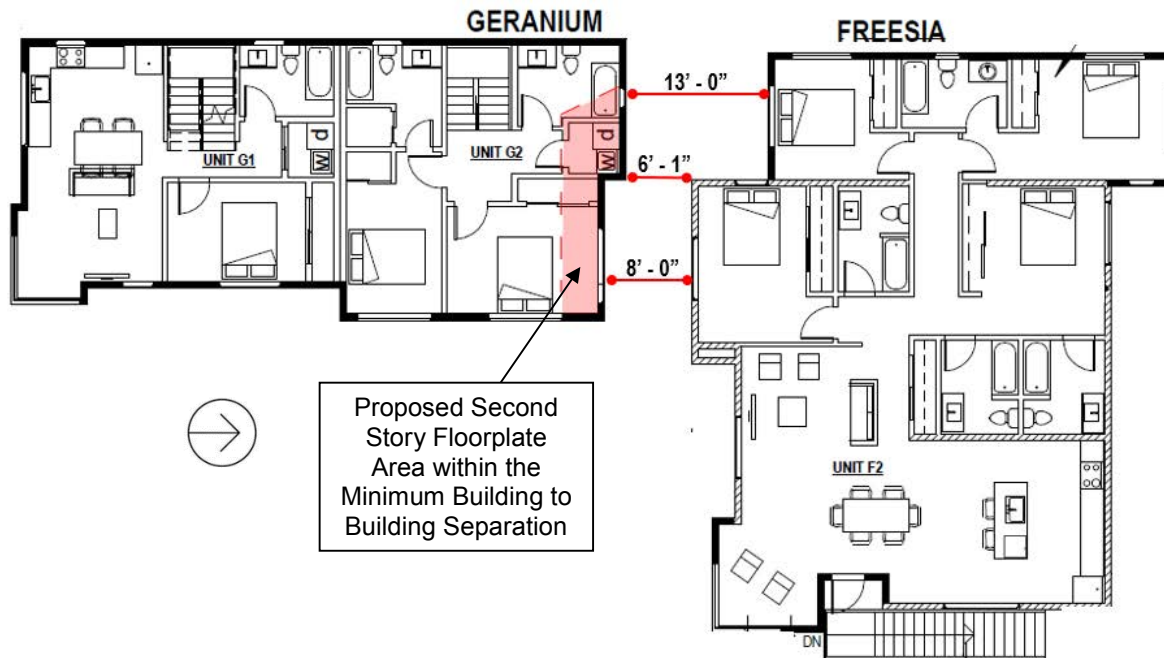 GERANIUM
FREESIA
13' - 0"
d
W
UNIT G1
UNIT G2
d
W
6' - 1"
8' - 0"
Proposed Second
Story Floorplate
Area within the
Minimum Building to
Building Separation
UNIT F2
DN